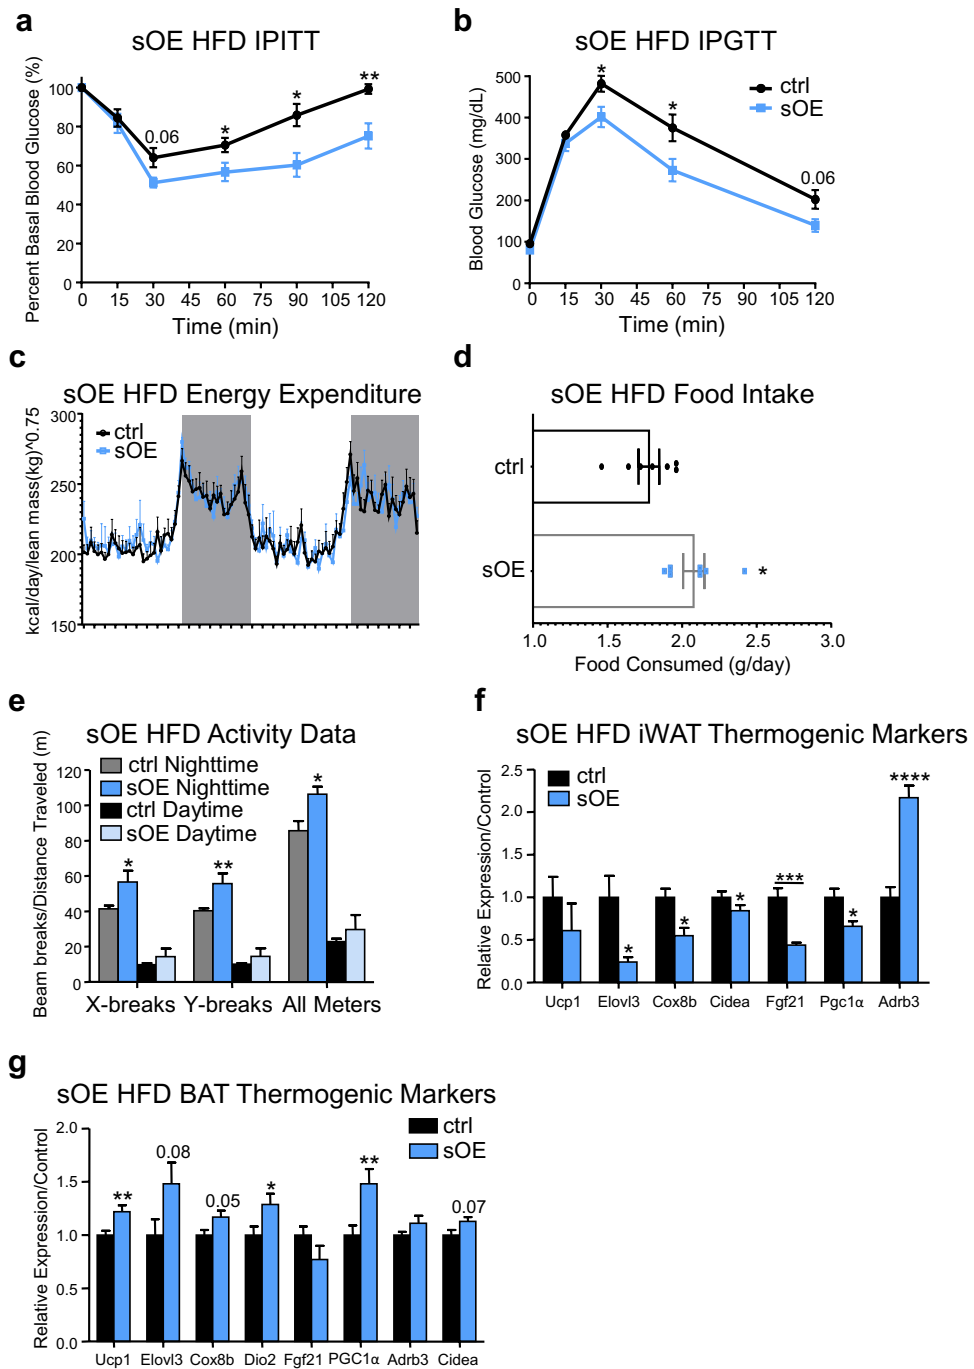 a
sOE HFD IPITT
Percent Basal Blood Glucose (%)
100
80
60
40
20
0
0.06
*
*
**
0 15 30 45 60 75 90 105 120
Time (min)
b
sOE HFD IPGTT
Blood Glucose (mg/dL)
500
400
300
200
100
0
*
*
0.06
ctrl
sOE
0 15 30 45 60 75 90 105 120
Time (min)
c
sOE HFD Energy Expenditure
kcal/day/lean mass(kg)^0.75
300
250
200
150
ctrl
sOE
d
sOE HFD Food Intake
ctrl
sOE
*
1.0 1.5 2.0 2.5 3.0
Food Consumed (g/day)
e
sOE HFD Activity Data
Beam breaks/Distance Traveled (m)
120
100
80
60
40
20
0
ctrl Nighttime
sOE Nighttime
ctrl Daytime
sOE Daytime
*
**
*
X-breaks Y-breaks All Meters
f
sOE HFD iWAT Thermogenic Markers
Relative Expression/Control
2.5
2.0
1.5
1.0
0.5
0.0
ctrl
sOE
*
*
*
***
*
****
Ucp1 Elovl3 Cox8b Cidea Fgf21 Pgc1α Adrb3
g
sOE HFD BAT Thermogenic Markers
Relative Expression/Control
2.0
1.5
1.0
0.5
0.0
ctrl
sOE
**
0.08
0.05
*
**
0.07
Ucp1 Elovl3 Cox8b Dio2 Fgf21 PGC1α Adrb3 Cidea